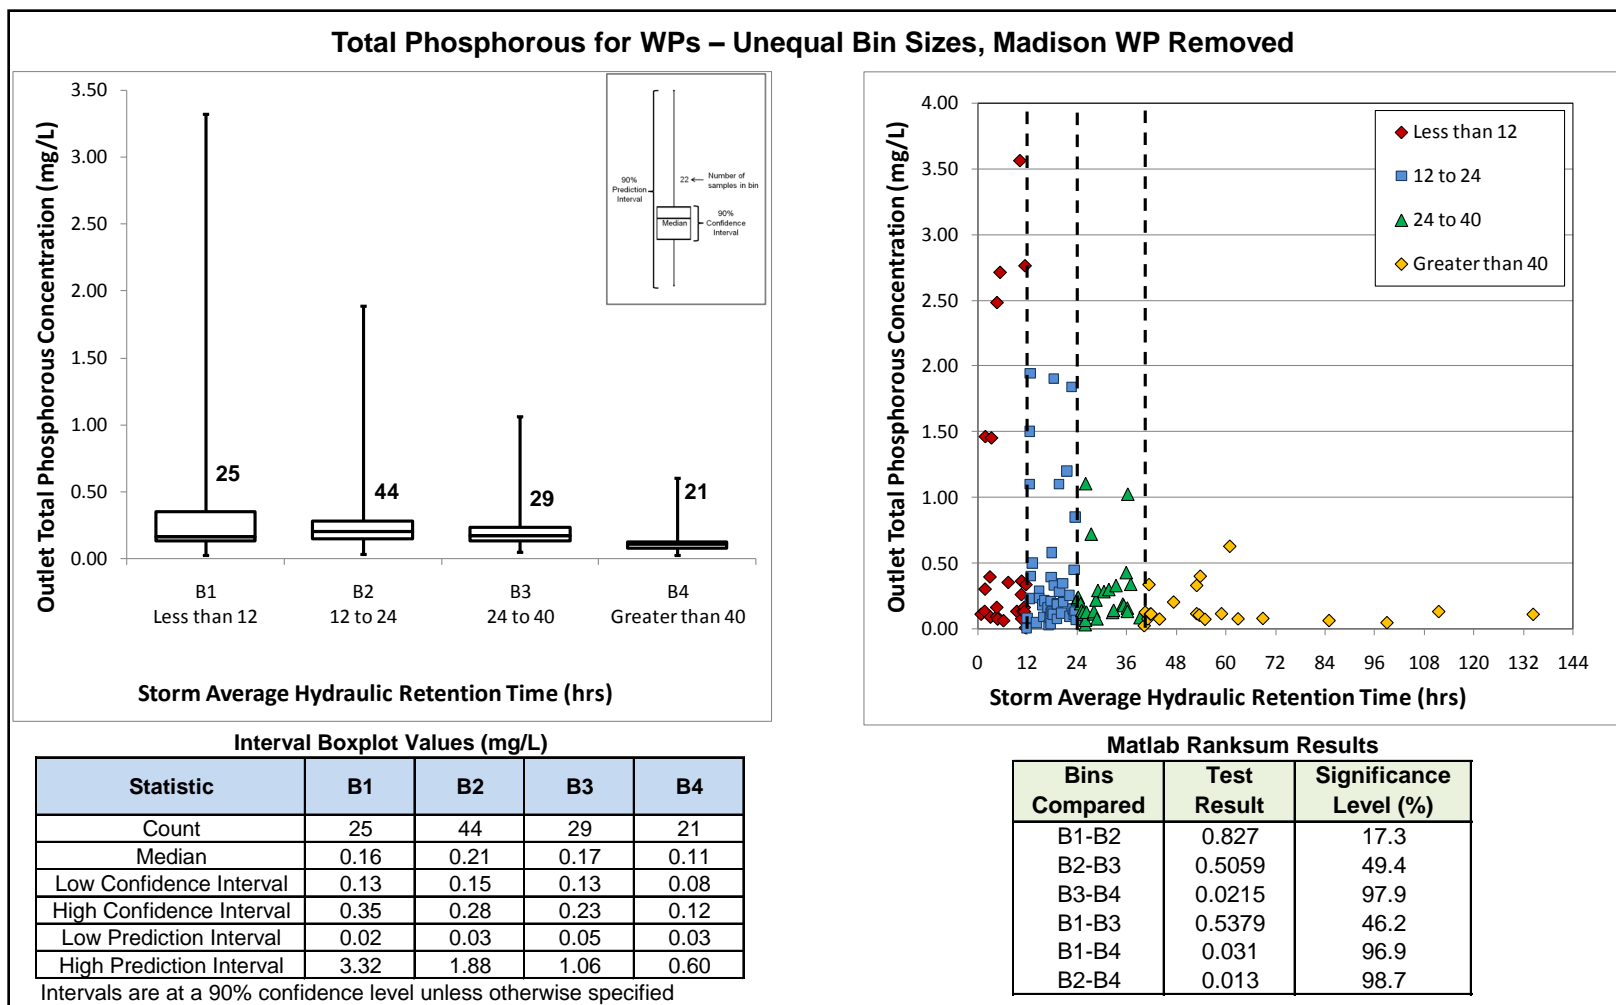 Total Phosphorous for WPs – Unequal Bin Sizes, Madison WP Removed
Outlet Total Phosphorous Concentration (mg/L)
3.50
3.00
2.50
2.00
1.50
1.00
0.50
0.00
25
44
29
21
B1 B2 B3 B4
Less than 12 12 to 24 24 to 40 Greater than 40
Storm Average Hydraulic Retention Time (hrs)
90%
Prediction
Interval
22
Number of
samples in bin
Median
90%
Confidence
Interval
Outlet Total Phosphorous Concentration (mg/L)
4.00
3.50
3.00
2.50
2.00
1.50
1.00
0.50
0.00
0 12 24 36 48 60 72 84 96 108 120 132 144
Storm Average Hydraulic Retention Time (hrs)
Less than 12
12 to 24
24 to 40
Greater than 40
Interval Boxplot Values (mg/L)
Statistic B1 B2 B3 B4
Count 25 44 29 21
Median 0.16 0.21 0.17 0.11
Low Confidence Interval 0.13 0.15 0.13 0.08
High Confidence Interval 0.35 0.28 0.23 0.12
Low Prediction Interval 0.02 0.03 0.05 0.03
High Prediction Interval 3.32 1.88 1.06 0.60
Intervals are at a 90% confidence level unless otherwise specified
Matlab Ranksum Results
Bins Test Significance
Compared Result Level (%)
B1-B2 0.827 17.3
B2-B3 0.5059 49.4
B3-B4 0.0215 97.9
B1-B3 0.5379 46.2
B1-B4 0.031 96.9
B2-B4 0.013 98.7